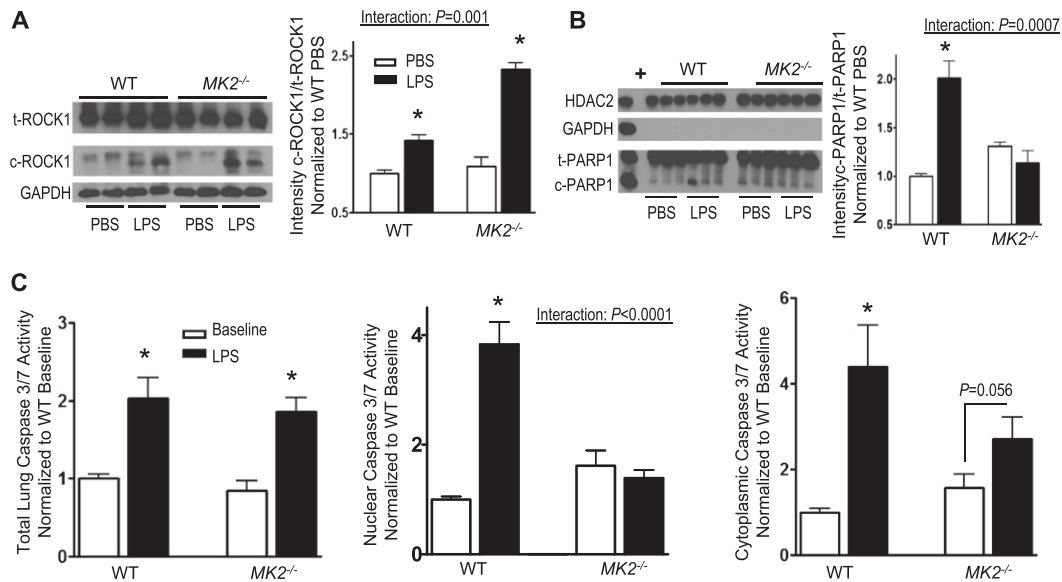 A
WT
MK2-/-
t-ROCK1
c-ROCK1
GAPDH
PBS LPS PBS LPS
Interaction: P=0.001
Intensity c-ROCK1/t-ROCK1
Normalized to WT PBS
PBS
LPS
*
*
2.5
1.5
0.5
WT
MK2-/-
B
+
WT
MK2-/-
HDAC2
GAPDH
t-PARP1
c-PARP1
PBS LPS PBS LPS
Interaction: P=0.0007
Intensityc-PARP1/t-PARP1
Normalized to WT PBS
*
2.0
1.5
1.0
0.5
WT
MK2-/-
C
Total Lung Caspase 3/7 Activity
Normalized to WT Baseline
Baseline
LPS
*
*
3
2
1
0
WT
MK2-/-
Nuclear Caspase 3/7 Activity
Normalized to WT Baseline
*
Interaction: P<0.0001
4
2
0
WT
MK2-/-
Cytoplasmic Caspase 3/7 Activity
Normalized to WT Baseline
*
P=0.056
6
4
2
0
WT
MK2-/-